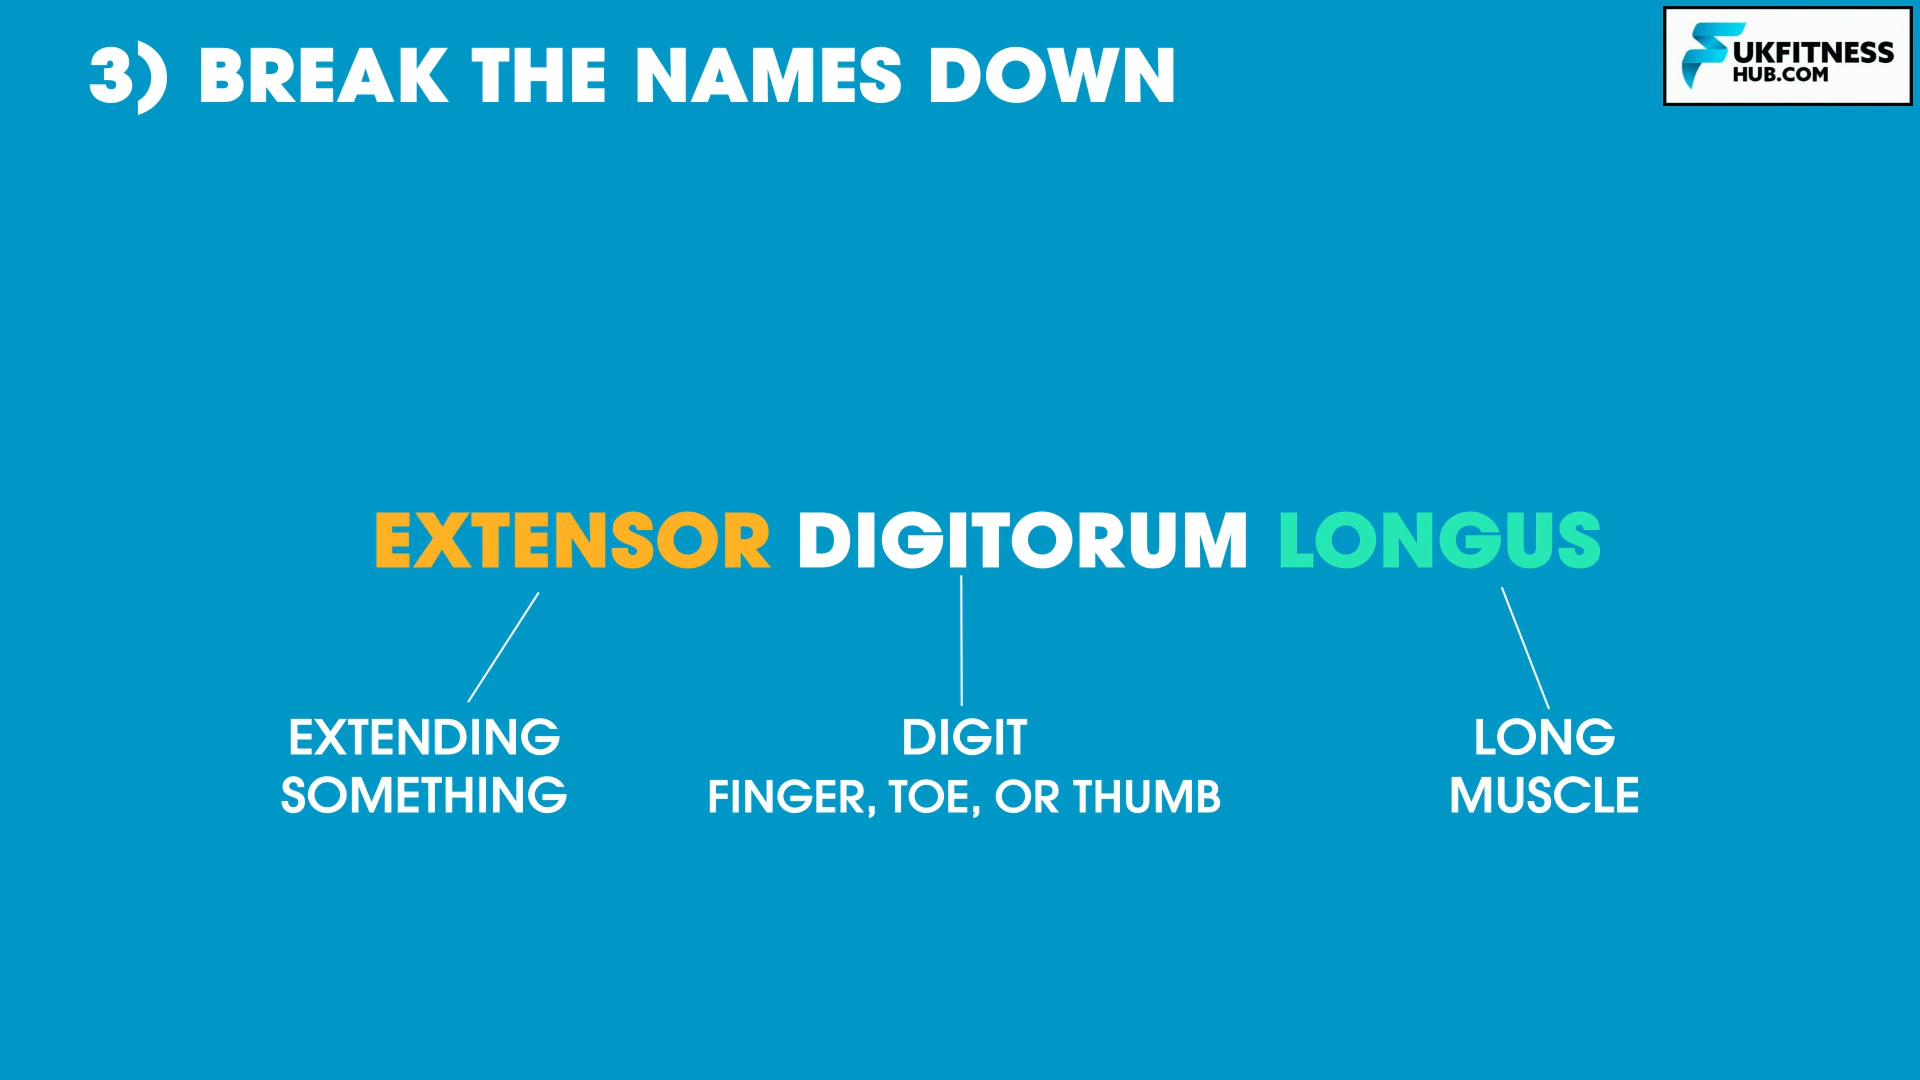 3) BREAK THE NAMES DOWN
UKFITNESS
HUB.COM
EXTENSOR DIGITORUM LONGUS
EXTENDING
SOMETHING
DIGIT
FINGER, TOE, OR THUMB
LONG
MUSCLE